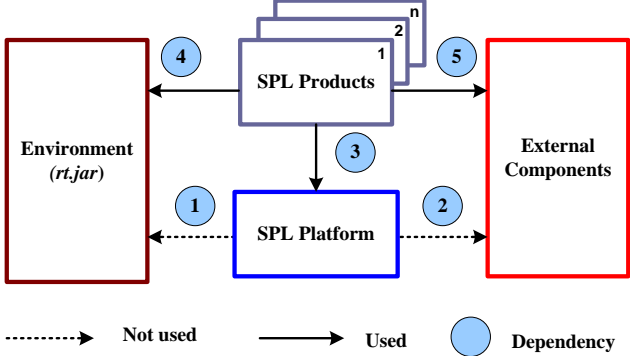 n
2
1
4
5
SPL Products
Environment
(rt.jar)
External
Components
3
1
2
SPL Platform
Not used
Used
Dependency